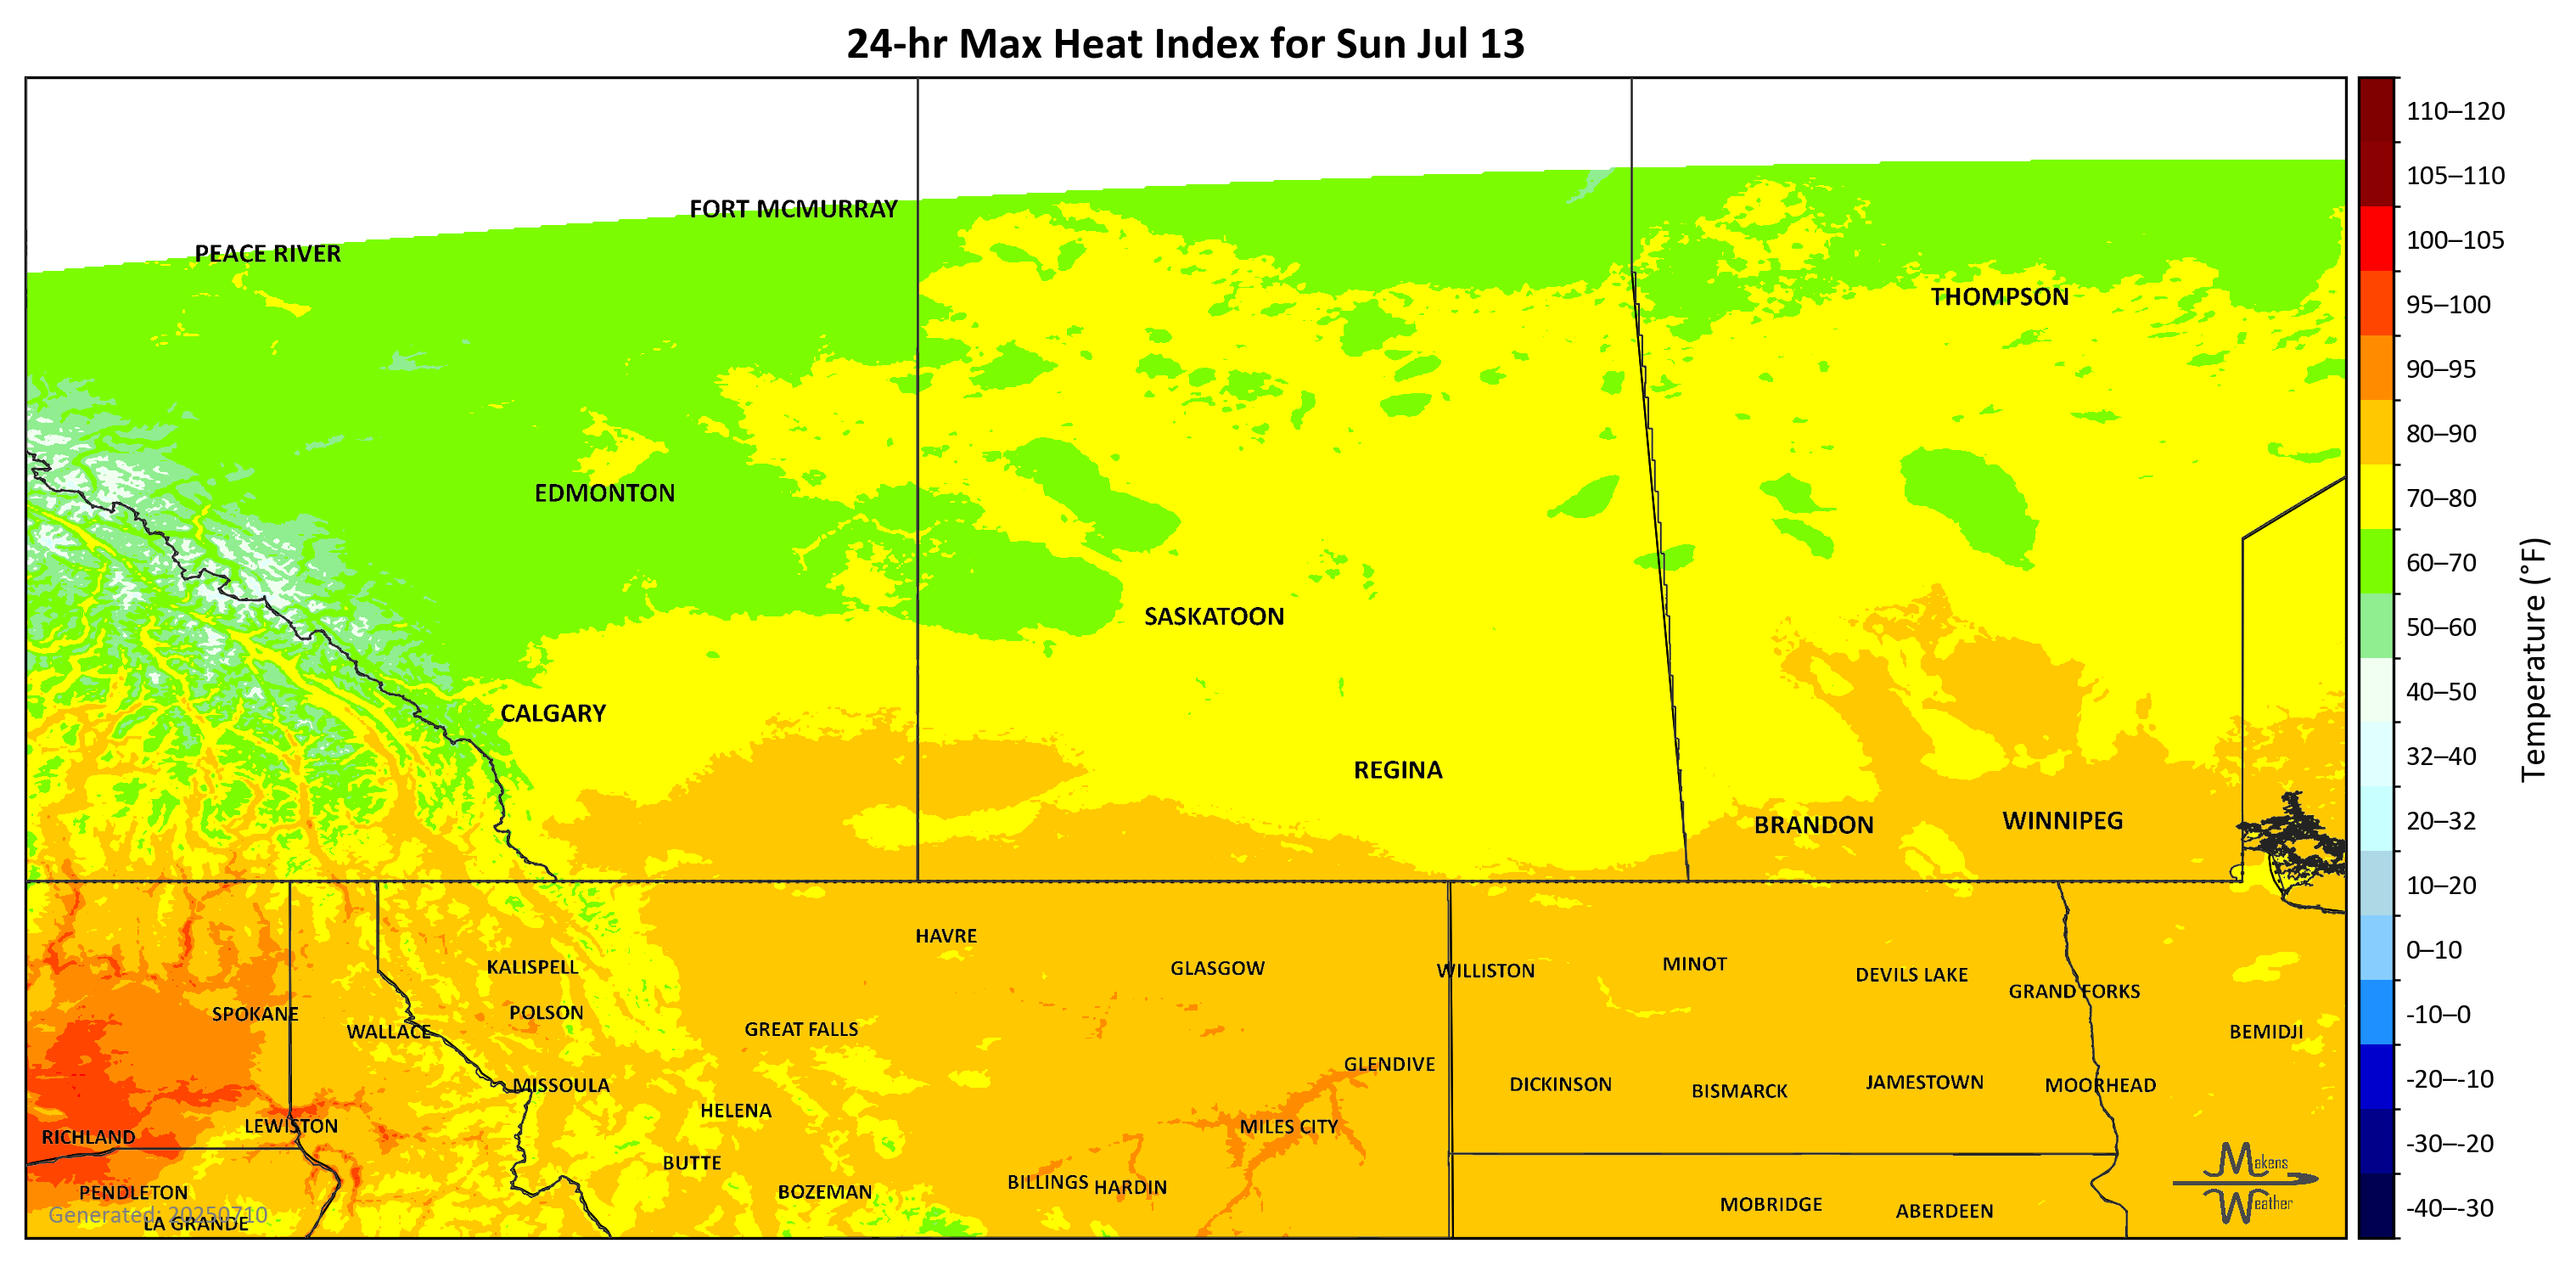 24-hr Max Heat Index for Sun Jul 13
FORT MCMURRAY
PEACE RIVER
THOMPSON
EDMONTON
SASKATOON
CALGARY
REGINA
BRANDON
WINNIPEG
HAVRE
KALISPELL
GLASGOW
WILLISTON
MINOT
DEVILS LAKE
GRAND FORKS
SPOKANE
POLSON
WALLACE
GREAT FALLS
BEMIDJI
GLENDIVE
MISSOULA
DICKINSON
BISMARCK
JAMESTOWN
MOORHEAD
HELENA
LEWISTON
MILES CITY
RICHLAND
BUTTE
BILLINGS
HARDIN
PENDLETON
BOZEMAN
MOBRIDGE
ABERDEEN
Generated: 20250710
LA GRANDE
Makens
Weather
110–120
105–110
100–105
95–100
90–95
80–90
70–80
60–70
50–60
40–50
32–40
20–32
10–20
0–10
-10–0
-20–-10
-30–-20
-40–-30
Temperature (°F)